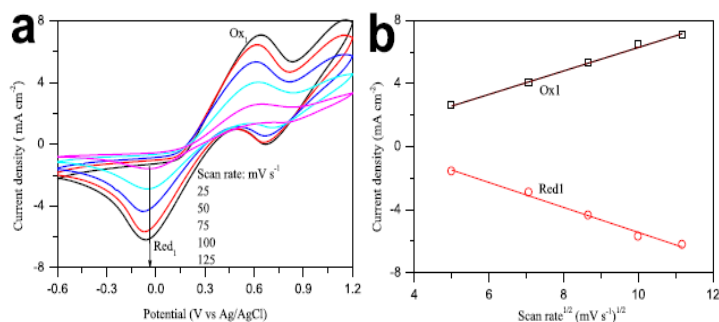 a
8
4
0
-4
-8
Current density ( mA cm-2)
Ox1
Scan rate: mV s-1
25
50
75
100
125
Red1
-0.6
-0.3
0.0
0.3
0.6
0.9
1.2
Potential (V vs Ag/AgCl)
b
8
4
0
-4
-8
Current density (mA cm-2)
Ox1
Red1
4
6
8
10
12
Scan rate1/2 (mV s-1)1/2